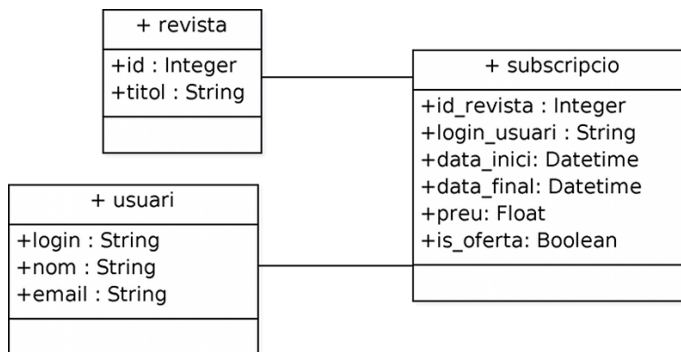 + revista
+id : Integer
+titol : String
+ subscripcio
+id_revista : Integer
+login_usuari : String
+data_inici: Datetime
+data_final: Datetime
+preu: Float
+is_oferta: Boolean
+ usuari
+login : String
+nom : String
+email : String